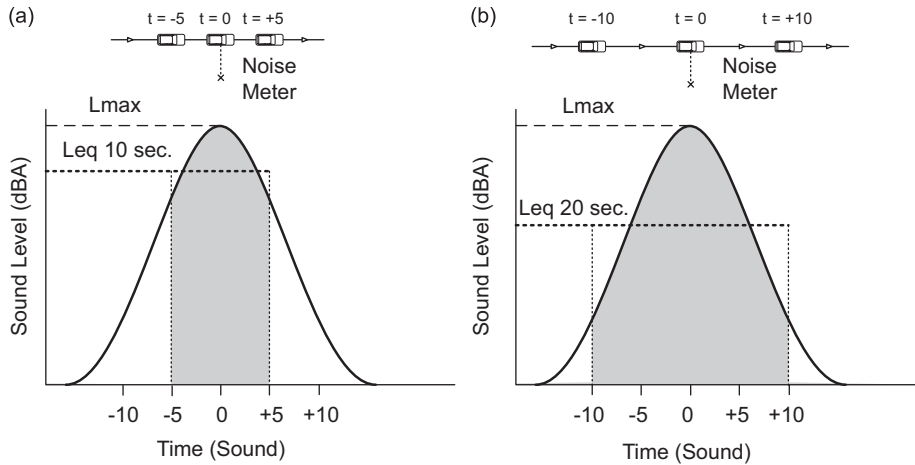 (a)
t = -5 t = 0 t = +5
Noise
Meter
Lmax
Leq 10 sec.
Sound Level (dBA)
-10 -5 0 +5 +10
Time (Sound)
(b)
t = -10 t = 0 t = +10
Noise
Meter
Lmax
Leq 20 sec.
Sound Level (dBA)
-10 -5 0 +5 +10
Time (Sound)